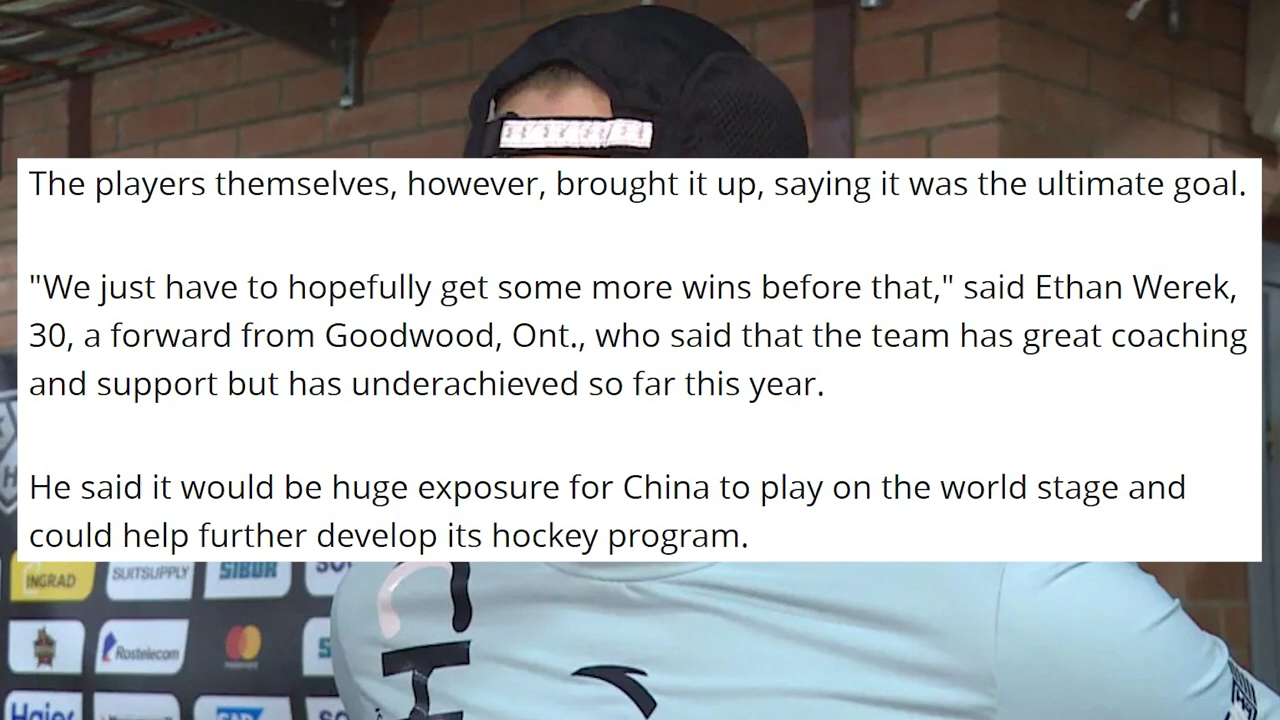 The players themselves, however, brought it up, saying it was the ultimate goal.
"We just have to hopefully get some more wins before that," said Ethan Werek,
30, a forward from Goodwood, Ont., who said that the team has great coaching
and support but has underachieved so far this year.
He said it would be huge exposure for China to play on the world stage and
could help further develop its hockey program.
INGRAD SUITSUPPLY SIBUR
Rostelecom mastercard
Haier SAP
CH